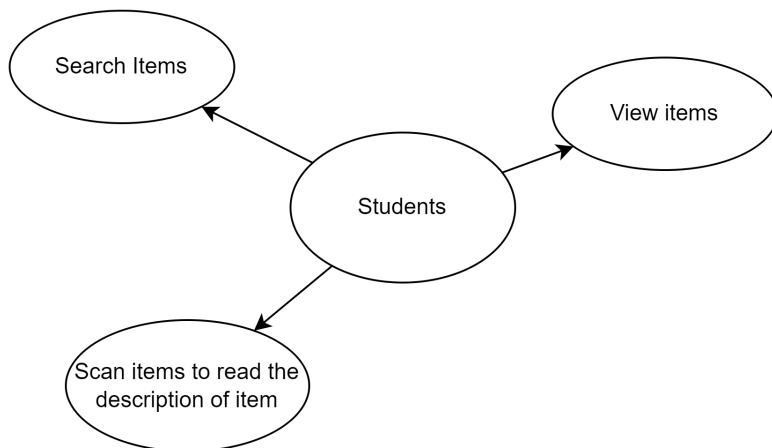 Search Items
View items
Students
Scan items to read the
description of item